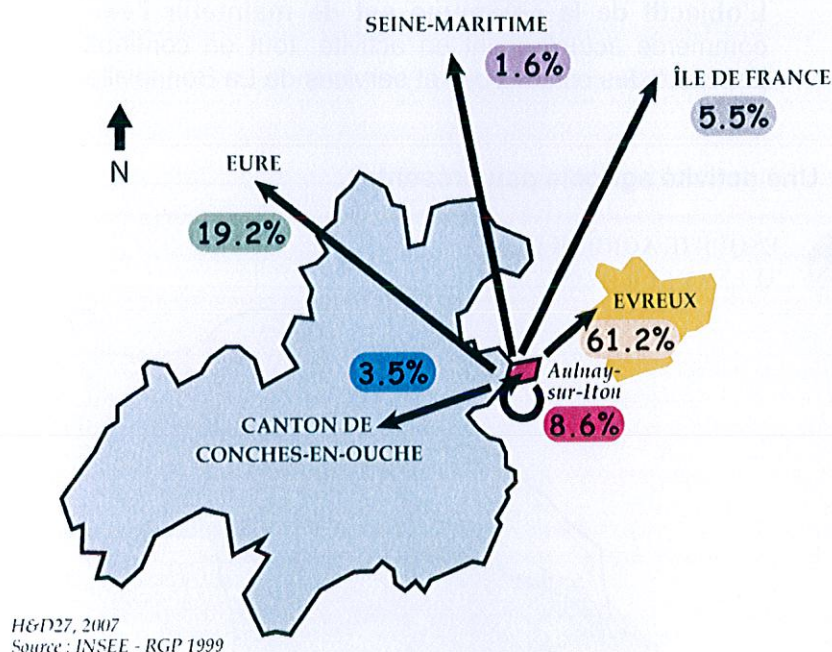 SEINE-MARITIME
1.6%
ÎLE DE FRANCE
5.5%
N
EURE
19.2%
EVREUX
61.2%
3.5%
Aulnay-
sur-Itou
8.6%
CANTON DE
CONCHES-EN-OUCHE
H&D27, 2007
Source : INSEE - RGP 1999